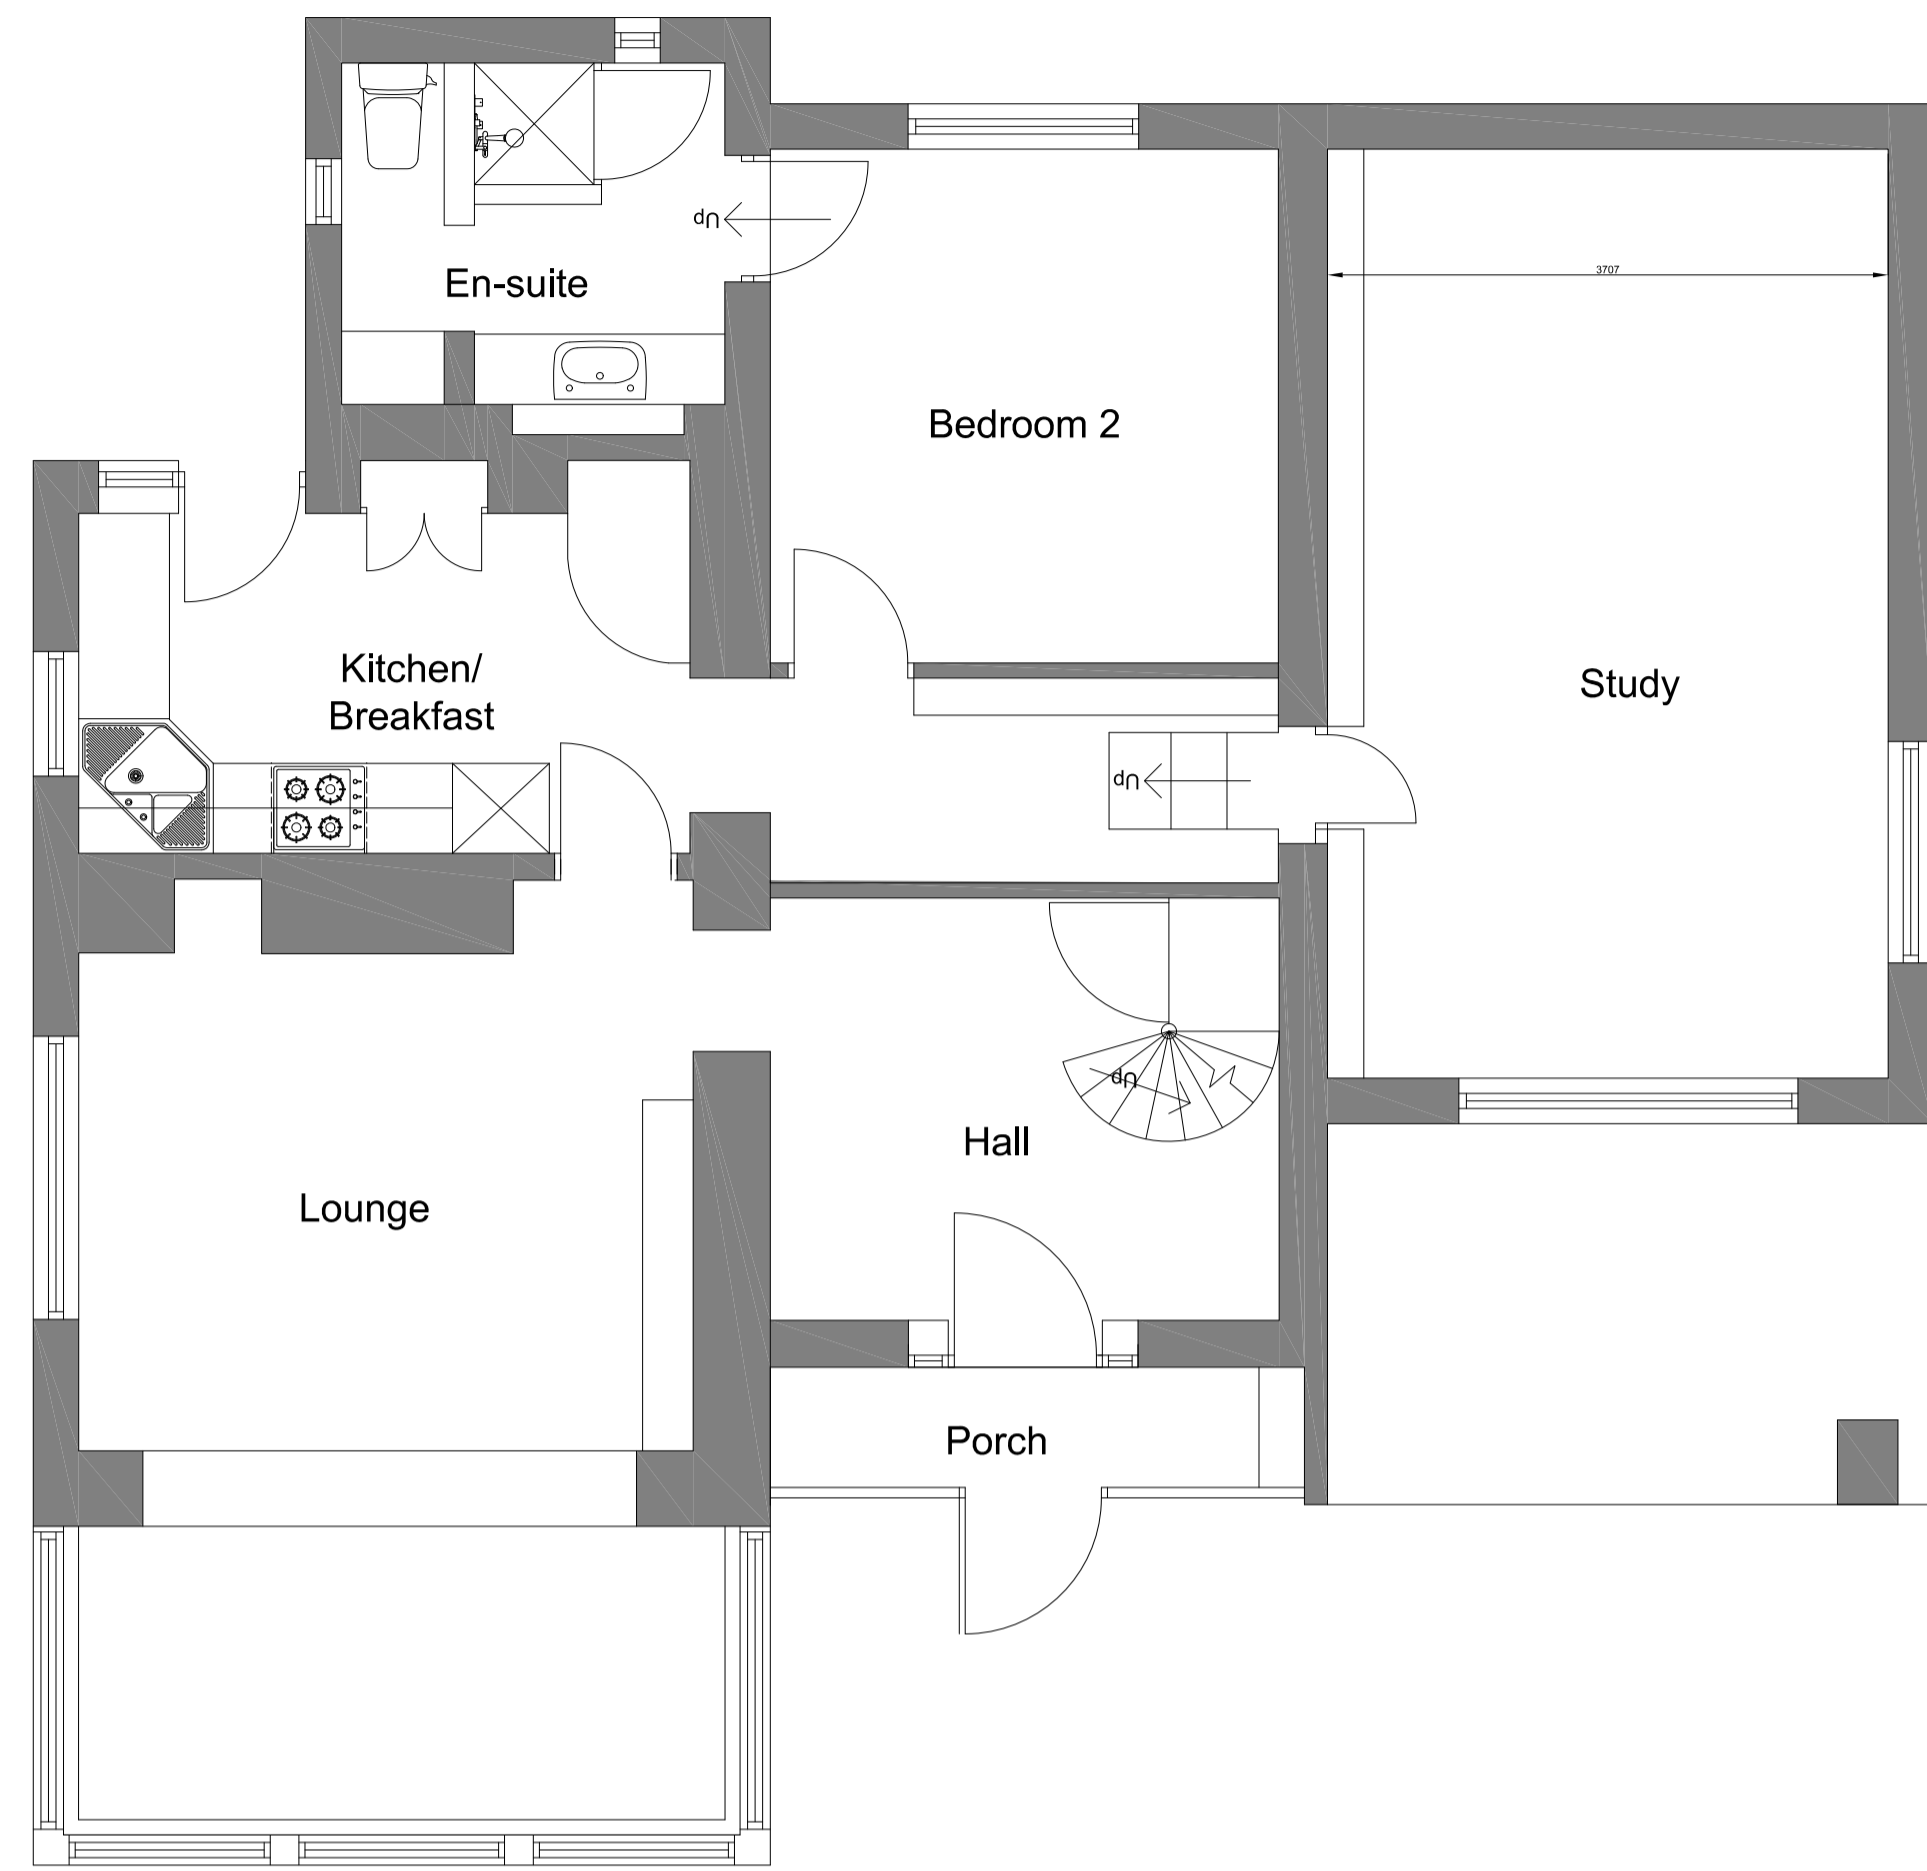 Up
En-suite
3707
Bedroom 2
Kitchen/
Breakfast
Study
Up
Up
Hall
Lounge
Porch